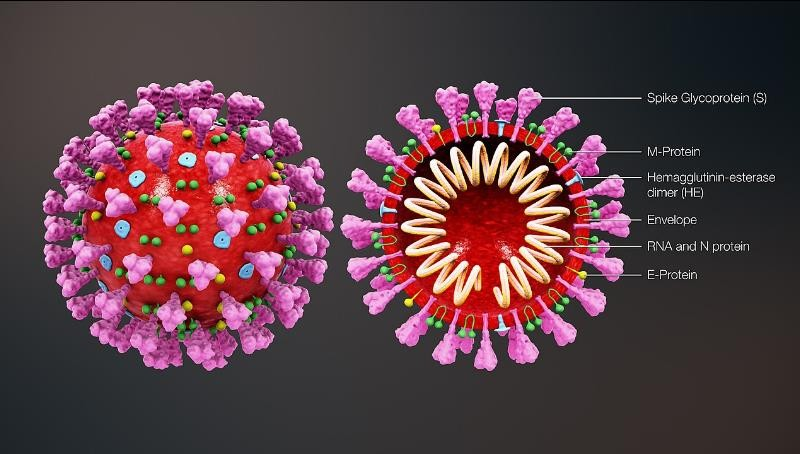 Spike Glycoprotein (S)
M-Protein
Hemagglutinin-esterase
dimer (HE)
Envelope
RNA and N protein
E-Protein